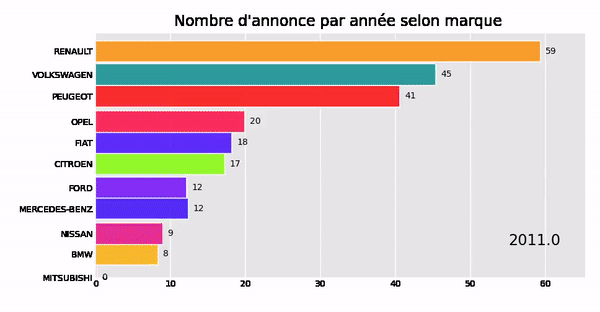 Nombre d'annonce par année selon marque
RENAULT 59
VOLKSWAGEN 45
PEUGEOT 41
OPEL 20
FIAT 18
CITROEN 17
FORD 12
MERCEDES-BENZ 12
NISSAN 9
2011.0
BMW 8
MITSUBISHI 0
0 10 20 30 40 50 60